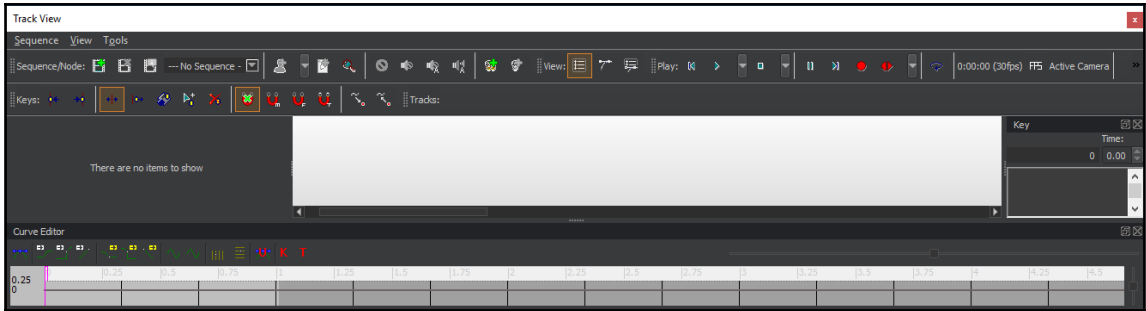 Track View
Sequence View Tools
Sequence/Node: --- No Sequence - View: Play: 0:00:00 (30fps) FF5 Active Camera »
Keys: Tracks:
Key
Time:
There are no items to show
0 0.00
Curve Editor
K T
0 0.25 0.5 0.75 1 1.25 1.5 1.75 2 2.25 2.5 2.75 3 3.25 3.5 3.75 4 4.25 4.5
0.25
0